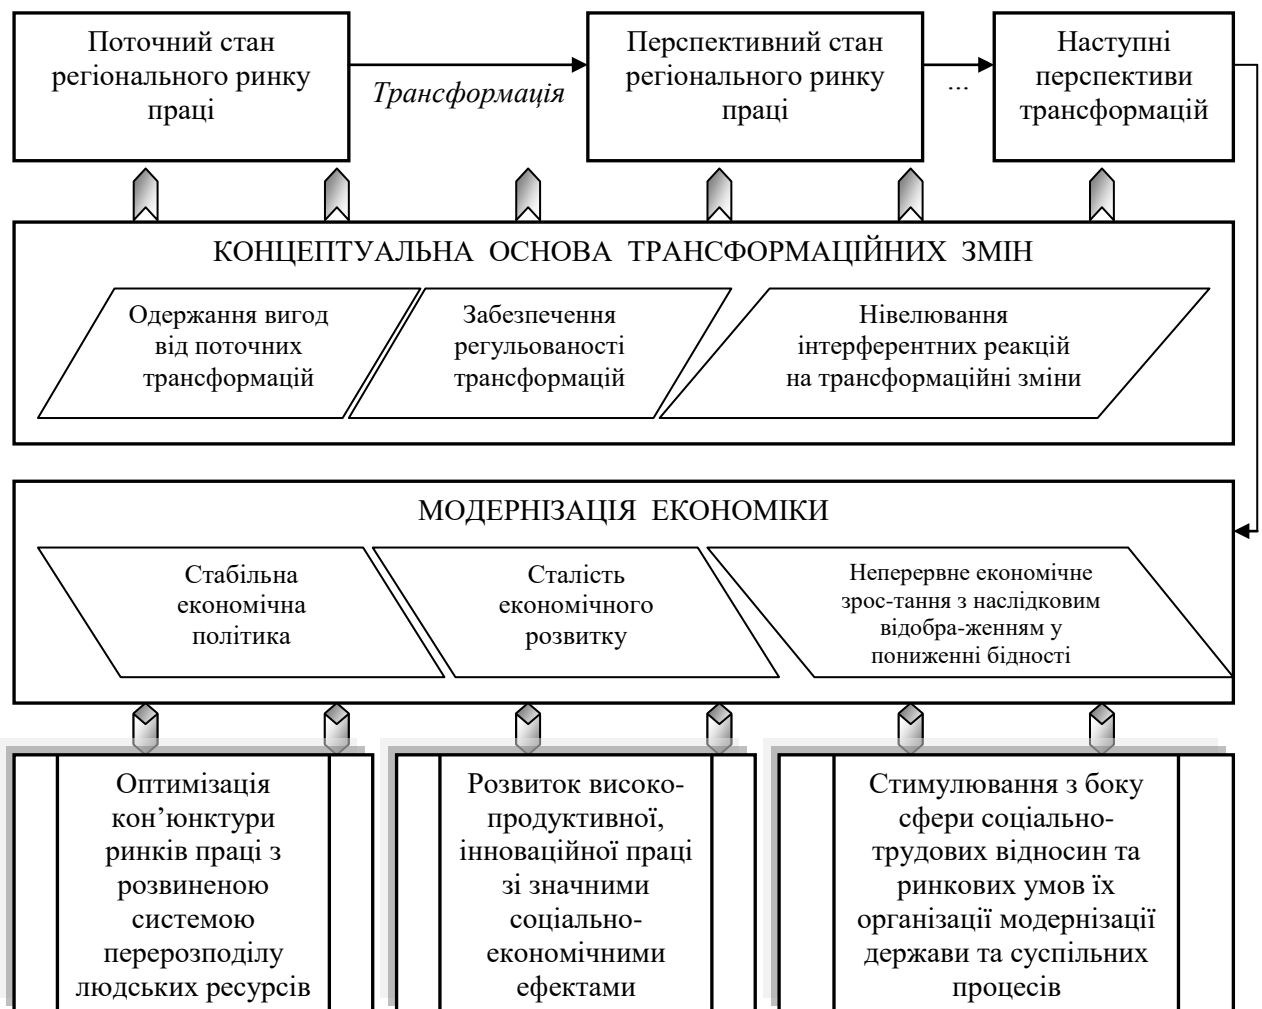 Поточний стан
регіонального ринку
праці
Трансформація
Перспективний стан
регіонального ринку
праці
...
Наступні
перспективи
трансформацій
КОНЦЕПТУАЛЬНА ОСНОВА ТРАНСФОРМАЦІЙНИХ ЗМІН
Одержання вигод
від поточних
трансформацій
Забезпечення
регульованості
трансформацій
Нівелювання
інтерферентних реакцій
на трансформаційні зміни
МОДЕРНІЗАЦІЯ ЕКОНОМІКИ
Стабільна
економічна
політика
Сталість
економічного
розвитку
Неперервне економічне
зрос-тання з наслідковим
відобра-женням у
пониженні бідності
Оптимізація
кон’юнктури
ринків праці з
розвиненою
системою
перерозподілу
людських ресурсів
Розвиток високо-
продуктивної,
інноваційної праці
зі значними
соціально-
економічними
ефектами
Стимулювання з боку
сфери соціально-
трудових відносин та
ринкових умов їх
організації модернізації
держави та суспільних
процесів